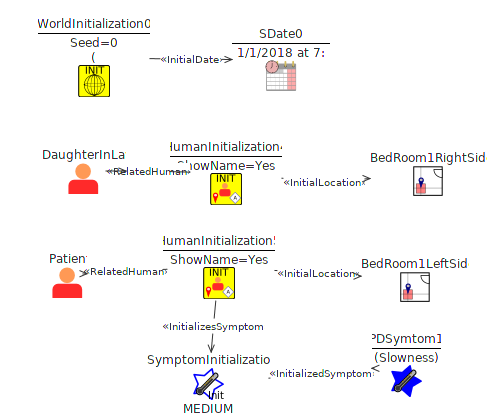 WorldInitialization0
Seed=0
(
INIT
«InitialDate»
SDate0
1/1/2018 at 7:
DaughterInLa
«RelatedHuman»
HumanInitialization4
ShowName=Yes
INIT
A
«InitialLocation»
BedRoom1RightSid
Patient
«RelatedHuman»
HumanInitialization5
ShowName=Yes
INIT
A
«InitialLocation»
BedRoom1LeftSid
«InitializesSymptom
SymptomInitializatio
Init
MEDIUM
«InitializedSymptom»
PDSymtom1
(Slowness)